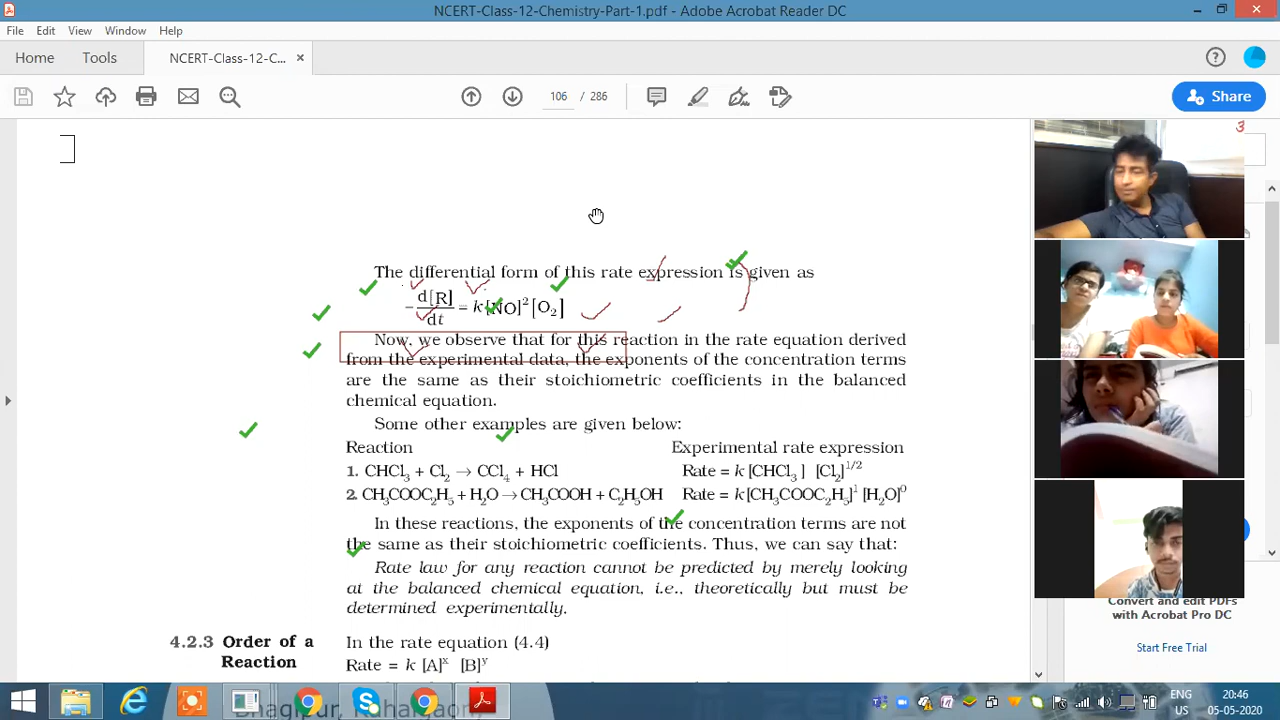 NCERT-Class-12-Chemistry-Part-1.pdf - Adobe Acrobat Reader DC
File Edit View Window Help
Home Tools NCERT-Class-12-C... ×
106 / 286
Share
3
The differential form of this rate expression is given as
- d[R]/dt = k [NO]² [O₂]
Now, we observe that for this reaction in the rate equation derived
from the experimental data, the exponents of the concentration terms
are the same as their stoichiometric coefficients in the balanced
chemical equation.
Some other examples are given below:
Reaction Experimental rate expression
1. CHCl₃ + Cl₂ → CCl₄ + HCl Rate = k [CHCl₃ ] [Cl₂]¹/²
2. CH₃COOC₂H₅ + H₂O → CH₃COOH + C₂H₅OH Rate = k [CH₃COOC₂H₅]¹ [H₂O]⁰
In these reactions, the exponents of the concentration terms are not
the same as their stoichiometric coefficients. Thus, we can say that:
Rate law for any reaction cannot be predicted by merely looking
at the balanced chemical equation, i.e., theoretically but must be
determined experimentally.
4.2.3 Order of a Reaction
In the rate equation (4.4)
Rate = k [A]ˣ [B]ʸ
Convert and edit PDFs
with Acrobat Pro DC
Start Free Trial
ENG
US
20:46
05-05-2020